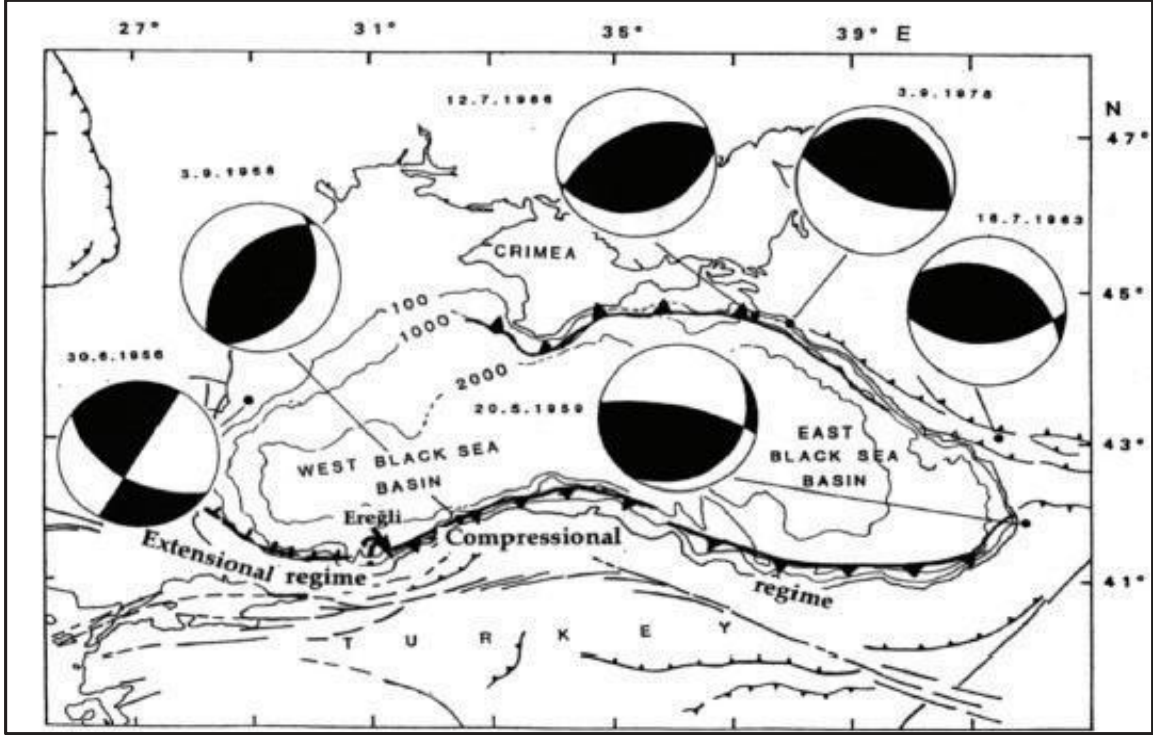 27° 31° 35° 39° E
12.7.1966
3.9.1978
N
47°
3.9.1968
16.7.1963
CRIMEA
45°
100
1000
30.6.1956
2000
20.5.1959
WEST BLACK SEA
BASIN
EAST
BLACK SEA
BASIN
43°
Ereğli
?
Extensional regime
Compressional
regime
41°
TURKEY